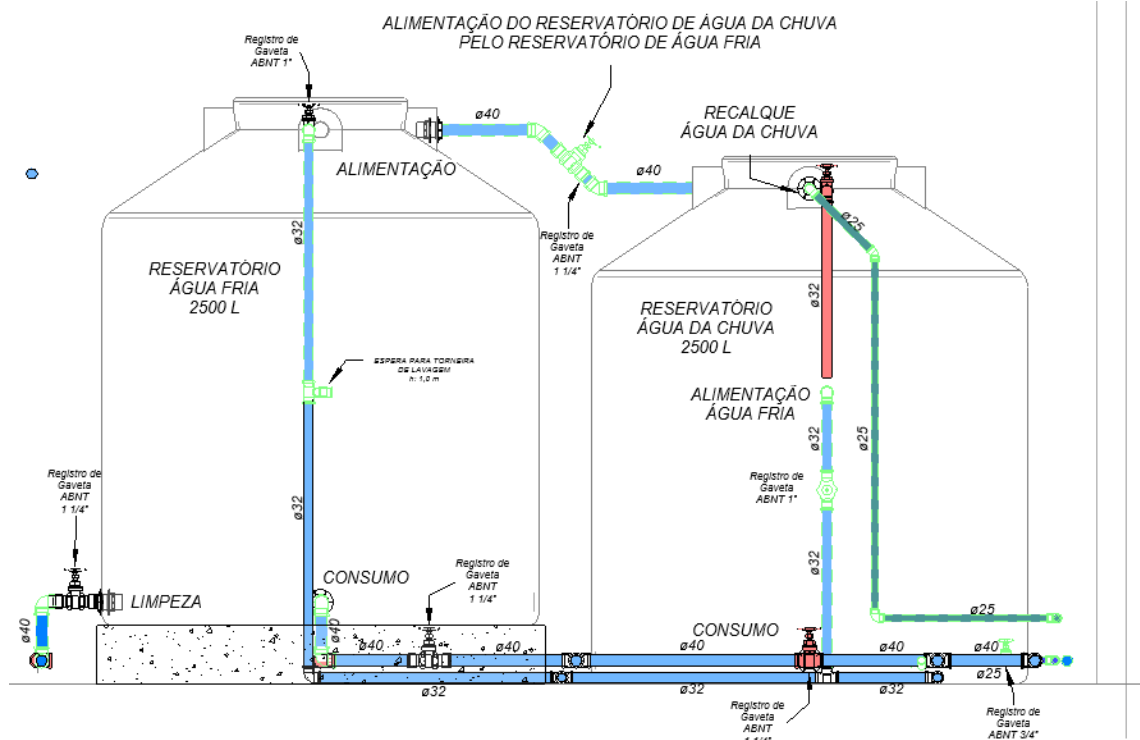 ALIMENTAÇÃO DO RESERVATÓRIO DE ÁGUA DA CHUVA
PELO RESERVATÓRIO DE ÁGUA FRIA
Registro de
Gaveta
ABNT 1"
ø40
RECALQUE
ÁGUA DA CHUVA
ALIMENTAÇÃO
ø40
ø32
Registro de
Gaveta
ABNT
1 1/4"
ø25
RESERVATÓRIO
ÁGUA FRIA
2500 L
ø32
RESERVATÓRIO
ÁGUA DA CHUVA
2500 L
ESPERA PARA TORNEIRA
DE LAVAGEM
h: 1,0 m
ALIMENTAÇÃO
ÁGUA FRIA
ø32
ø25
Registro de
Gaveta
ABNT
1 1/4"
ø32
Registro de
Gaveta
ABNT 1"
ø32
LIMPEZA
CONSUMO
Registro de
Gaveta
ABNT
1 1/4"
ø25
ø40
ø40
CONSUMO
ø40
ø40
ø40
ø40
ø40
ø32
ø32
ø32
ø25
Registro de
Gaveta
ABNT
Registro de
Gaveta
ABNT 3/4"